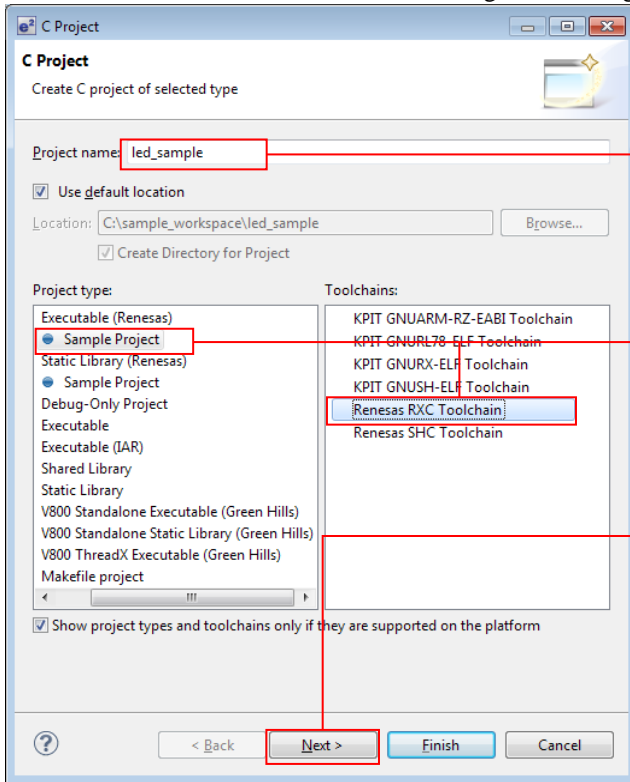 e² C Project
C Project
Create C project of selected type
Project name: led_sample
Use default location
Location: C:\sample_workspace\led_sample Browse...
Create Directory for Project
Project type: Toolchains:
Executable (Renesas) KPIT GNUARM-RZ-EABI Toolchain
Sample Project KPIT GNURL78-ELF Toolchain
Static Library (Renesas) KPIT GNURX-ELF Toolchain
Sample Project KPIT GNUSH-ELF Toolchain
Debug-Only Project Renesas RXC Toolchain
Executable Renesas SHC Toolchain
Executable (IAR)
Shared Library
Static Library
V800 Standalone Executable (Green Hills)
V800 Standalone Static Library (Green Hills)
V800 ThreadX Executable (Green Hills)
Makefile project
Show project types and toolchains only if they are supported on the platform
? < Back Next > Finish Cancel